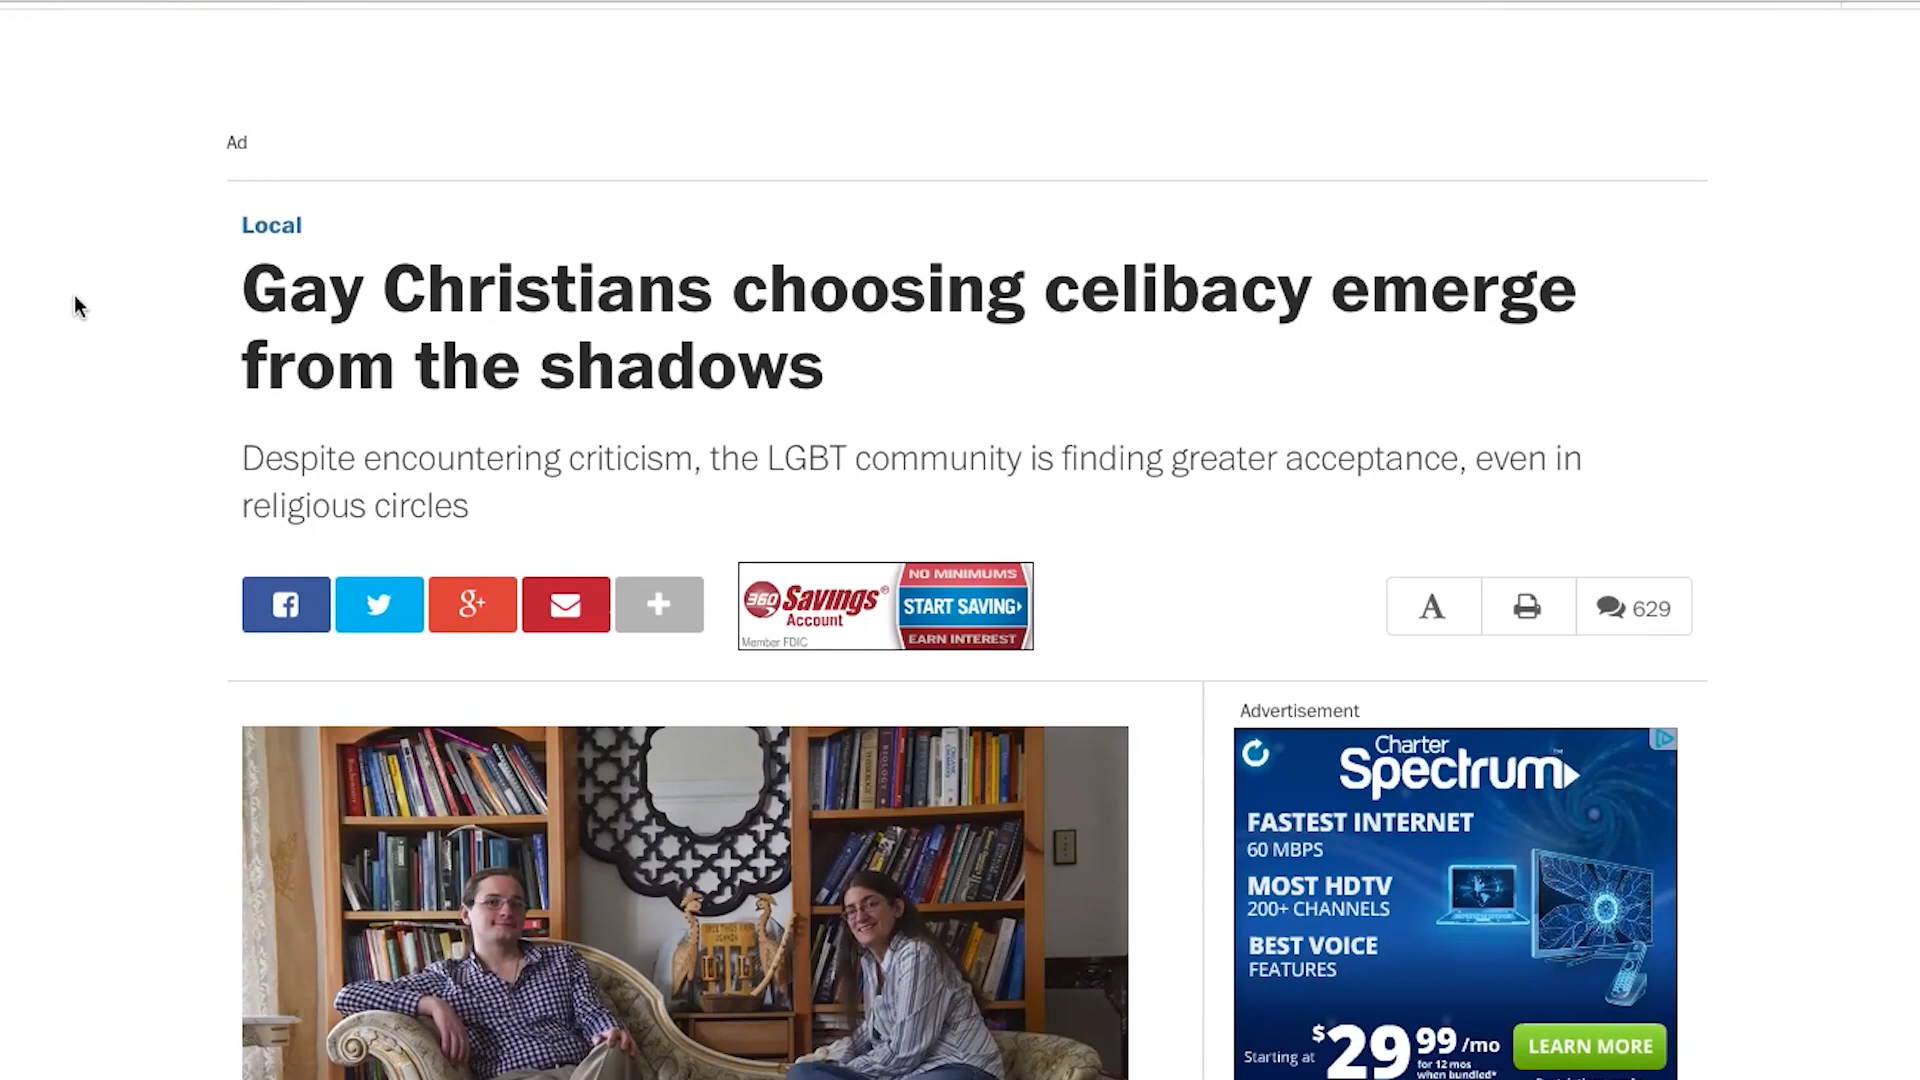 Ad
Local
Gay Christians choosing celibacy emerge
from the shadows
Despite encountering criticism, the LGBT community is finding greater acceptance, even in
religious circles
g+
360 Savings®
Account
Member FDIC
NO MINIMUMS
START SAVING
EARN INTEREST
A
629
Advertisement
Charter
Spectrum™
FASTEST INTERNET
60 MBPS
MOST HDTV
200+ CHANNELS
BEST VOICE
FEATURES
Starting at $29 99/mo
for 12 mos
when bundled*
LEARN MORE